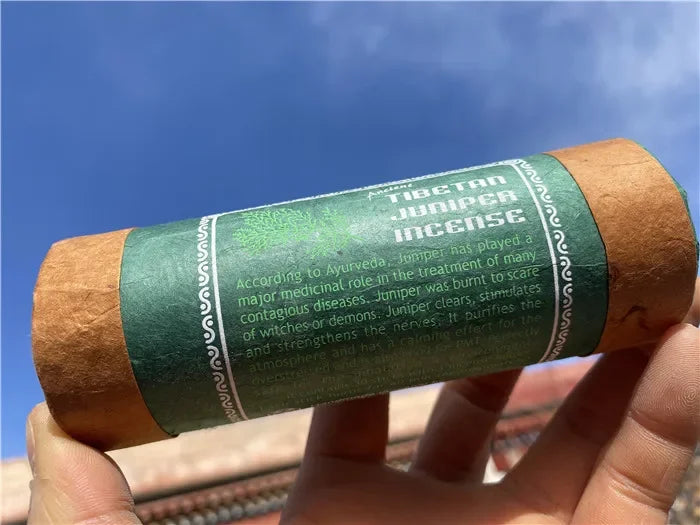 Ancient
TIBETAN
JUNIPER
INCENSE
According to Ayurveda, Juniper has played a
major medicinal role in the treatment of many
contagious diseases. Juniper was burnt to scare
of witches or demons. Juniper clears, stimulates
and strengthens the nerves. It purifies the
atmosphere and has a calming effect for the